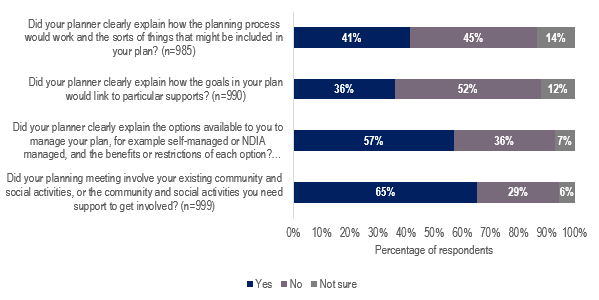 Did your planner clearly explain how the planning process
would work and the sorts of things that might be included in
your plan? (n=985)
41% 45% 14%
Did your planner clearly explain how the goals in your plan
would link to particular supports? (n=990)
36% 52% 12%
Did your planner clearly explain the options available to you to
manage your plan, for example self-managed or NDIA
managed, and the benefits or restrictions of each option?...
57% 36% 7%
Did your planning meeting involve your existing community and
social activities, or the community and social activities you need
support to get involved? (n=999)
65% 29% 6%
0% 10% 20% 30% 40% 50% 60% 70% 80% 90% 100%
Percentage of respondents
Yes No Not sure